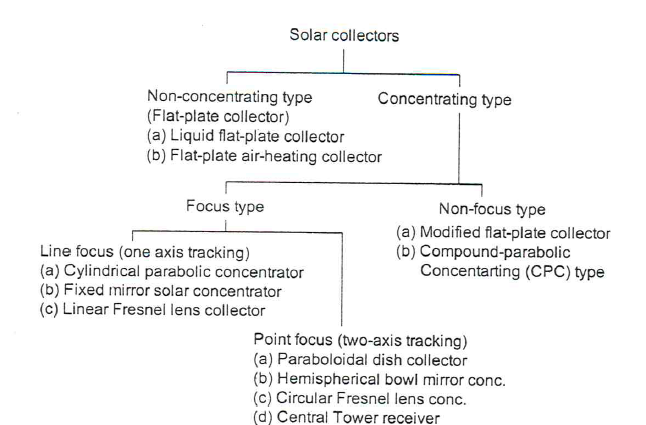 Solar collectors
Non-concentrating type
(Flat-plate collector)
(a) Liquid flat-plate collector
(b) Flat-plate air-heating collector
Concentrating type
Focus type
Non-focus type
(a) Modified flat-plate collector
(b) Compound-parabolic
Concentarting (CPC) type
Line focus (one axis tracking)
(a) Cylindrical parabolic concentrator
(b) Fixed mirror solar concentrator
(c) Linear Fresnel lens collector
Point focus (two-axis tracking)
(a) Paraboloidal dish collector
(b) Hemispherical bowl mirror conc.
(c) Circular Fresnel lens conc.
(d) Central Tower receiver